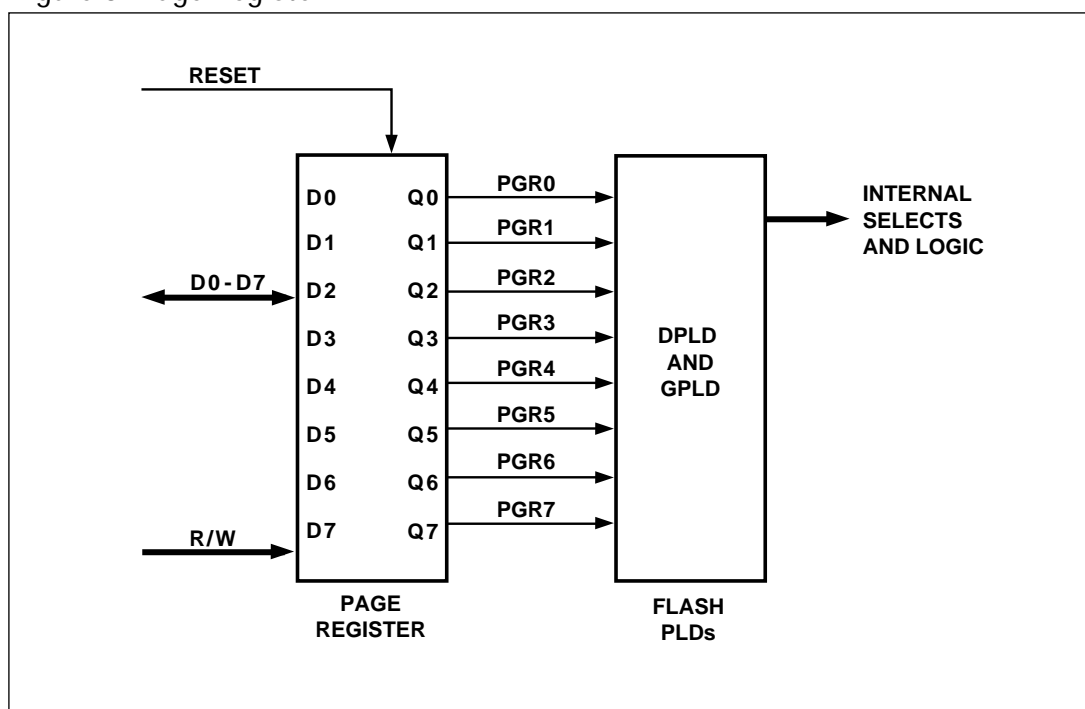 RESET
D0 Q0 PGR0
D1 Q1 PGR1
D0-D7 D2 Q2 PGR2
D3 Q3 PGR3
D4 Q4 PGR4
D5 Q5 PGR5
D6 Q6 PGR6
D7 Q7 PGR7
R/W
PAGE
REGISTER
DPLD
AND
GPLD
FLASH
PLDs
INTERNAL
SELECTS
AND LOGIC